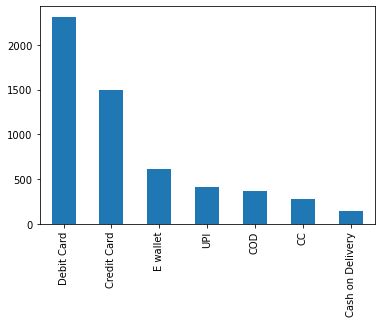 2000
1500
1000
500
0
Debit Card
Credit Card
E wallet
UPI
COD
CC
Cash on Delivery